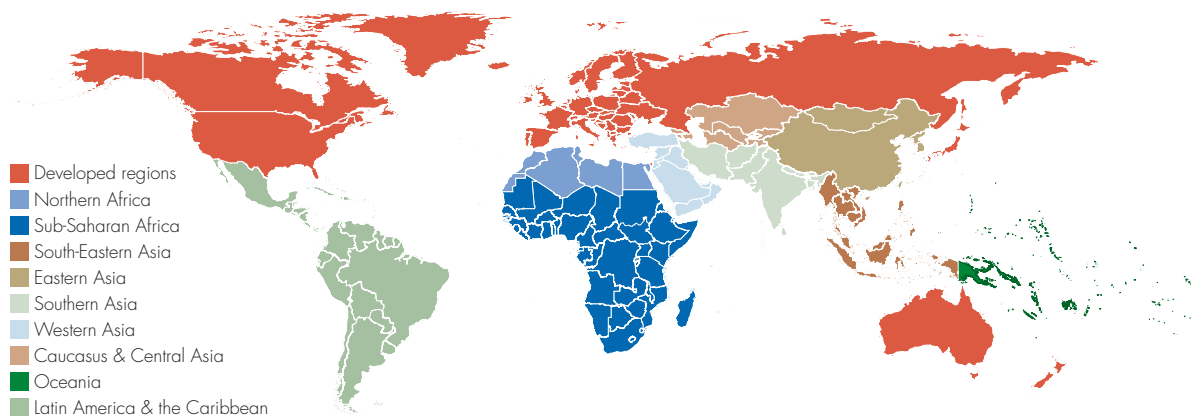 Developed regions
Northern Africa
Sub-Saharan Africa
South-Eastern Asia
Eastern Asia
Southern Asia
Western Asia
Caucasus & Central Asia
Oceania
Latin America & the Caribbean